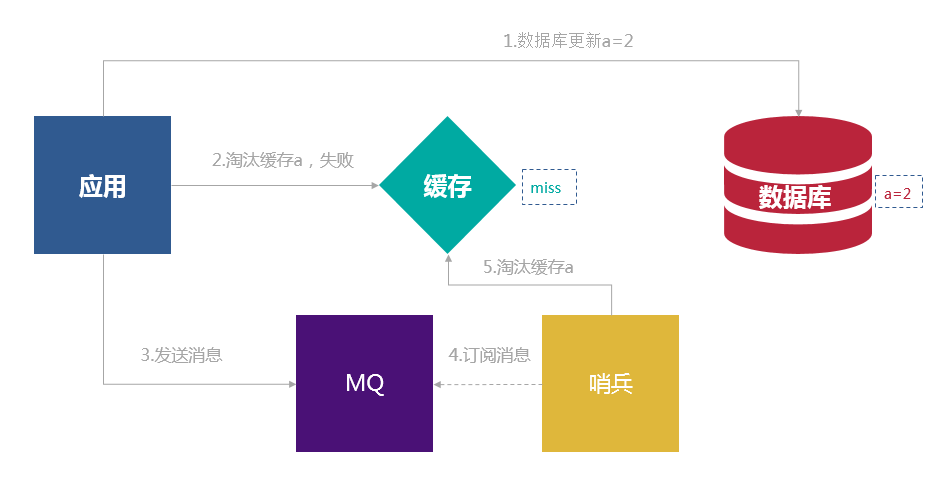 1.数据库更新a=2
应用
2.淘汰缓存a，失败
缓存
miss
数据库
a=2
5.淘汰缓存a
3.发送消息
MQ
4.订阅消息
哨兵